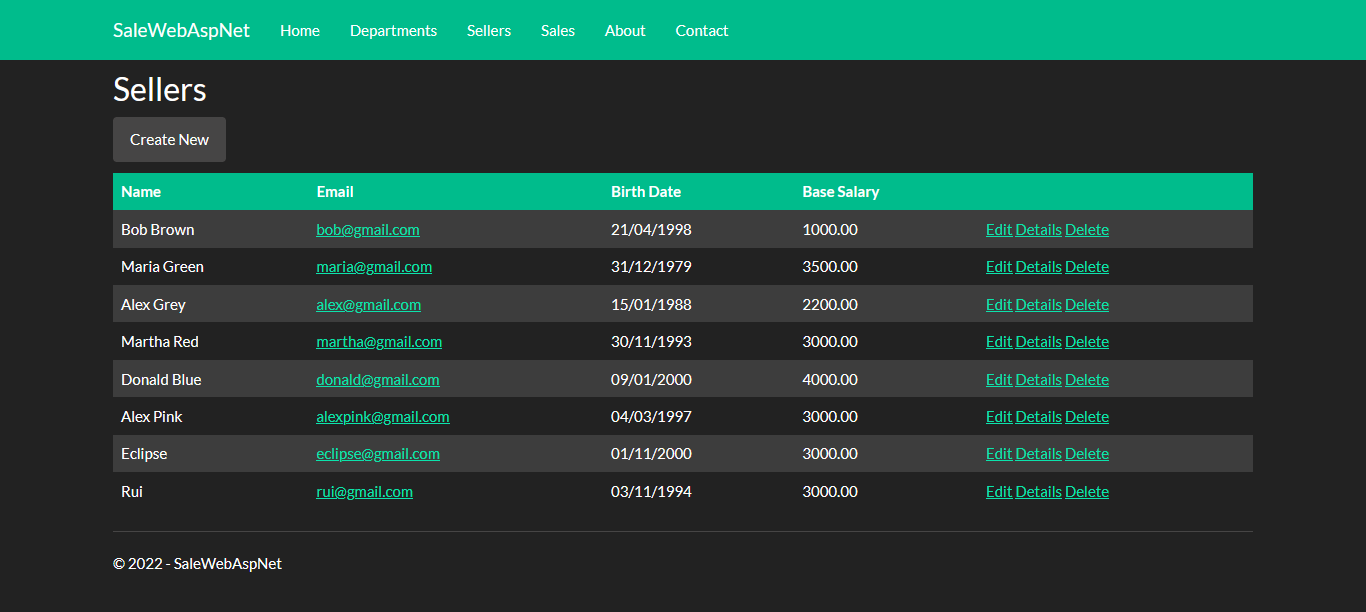 SaleWebAspNet Home Departments Sellers Sales About Contact
Sellers
Create New
Name Email Birth Date Base Salary
Bob Brown bob@gmail.com 21/04/1998 1000.00 Edit Details Delete
Maria Green maria@gmail.com 31/12/1979 3500.00 Edit Details Delete
Alex Grey alex@gmail.com 15/01/1988 2200.00 Edit Details Delete
Martha Red martha@gmail.com 30/11/1993 3000.00 Edit Details Delete
Donald Blue donald@gmail.com 09/01/2000 4000.00 Edit Details Delete
Alex Pink alexpink@gmail.com 04/03/1997 3000.00 Edit Details Delete
Eclipse eclipse@gmail.com 01/11/2000 3000.00 Edit Details Delete
Rui rui@gmail.com 03/11/1994 3000.00 Edit Details Delete
© 2022 - SaleWebAspNet